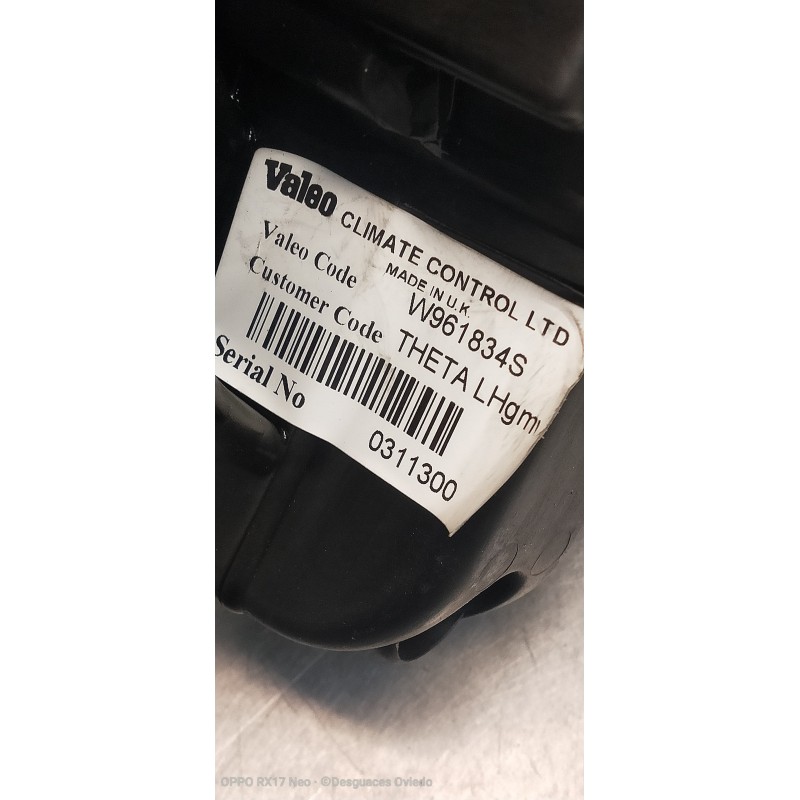 Valeo CLIMATE CONTROL LTD
MADE IN U.K.
Valeo Code W961834S
Customer Code THETA LHgm
Serial No 0311300
OPPO RX17 Neo · ©Desguaces Oviedo